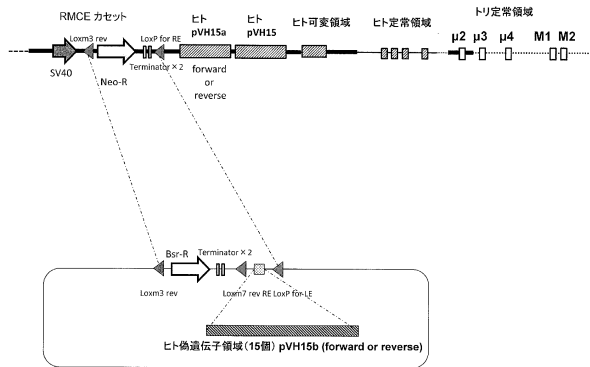 RMCE カセット
ヒト
pVH15a
ヒト
pVH15
ヒト可変領域
ヒト定常領域
トリ定常領域
Loxm3 rev
LoxP for RE
μ2
μ3
μ4
M1
M2
SV40
Neo-R
Terminator×2
forward
or
reverse
Bsr-R
Terminator×2
Loxm3 rev
Loxm7 rev RE
LoxP for LE
ヒト偽遺伝子領域(15個) pVH15b (forward or reverse)